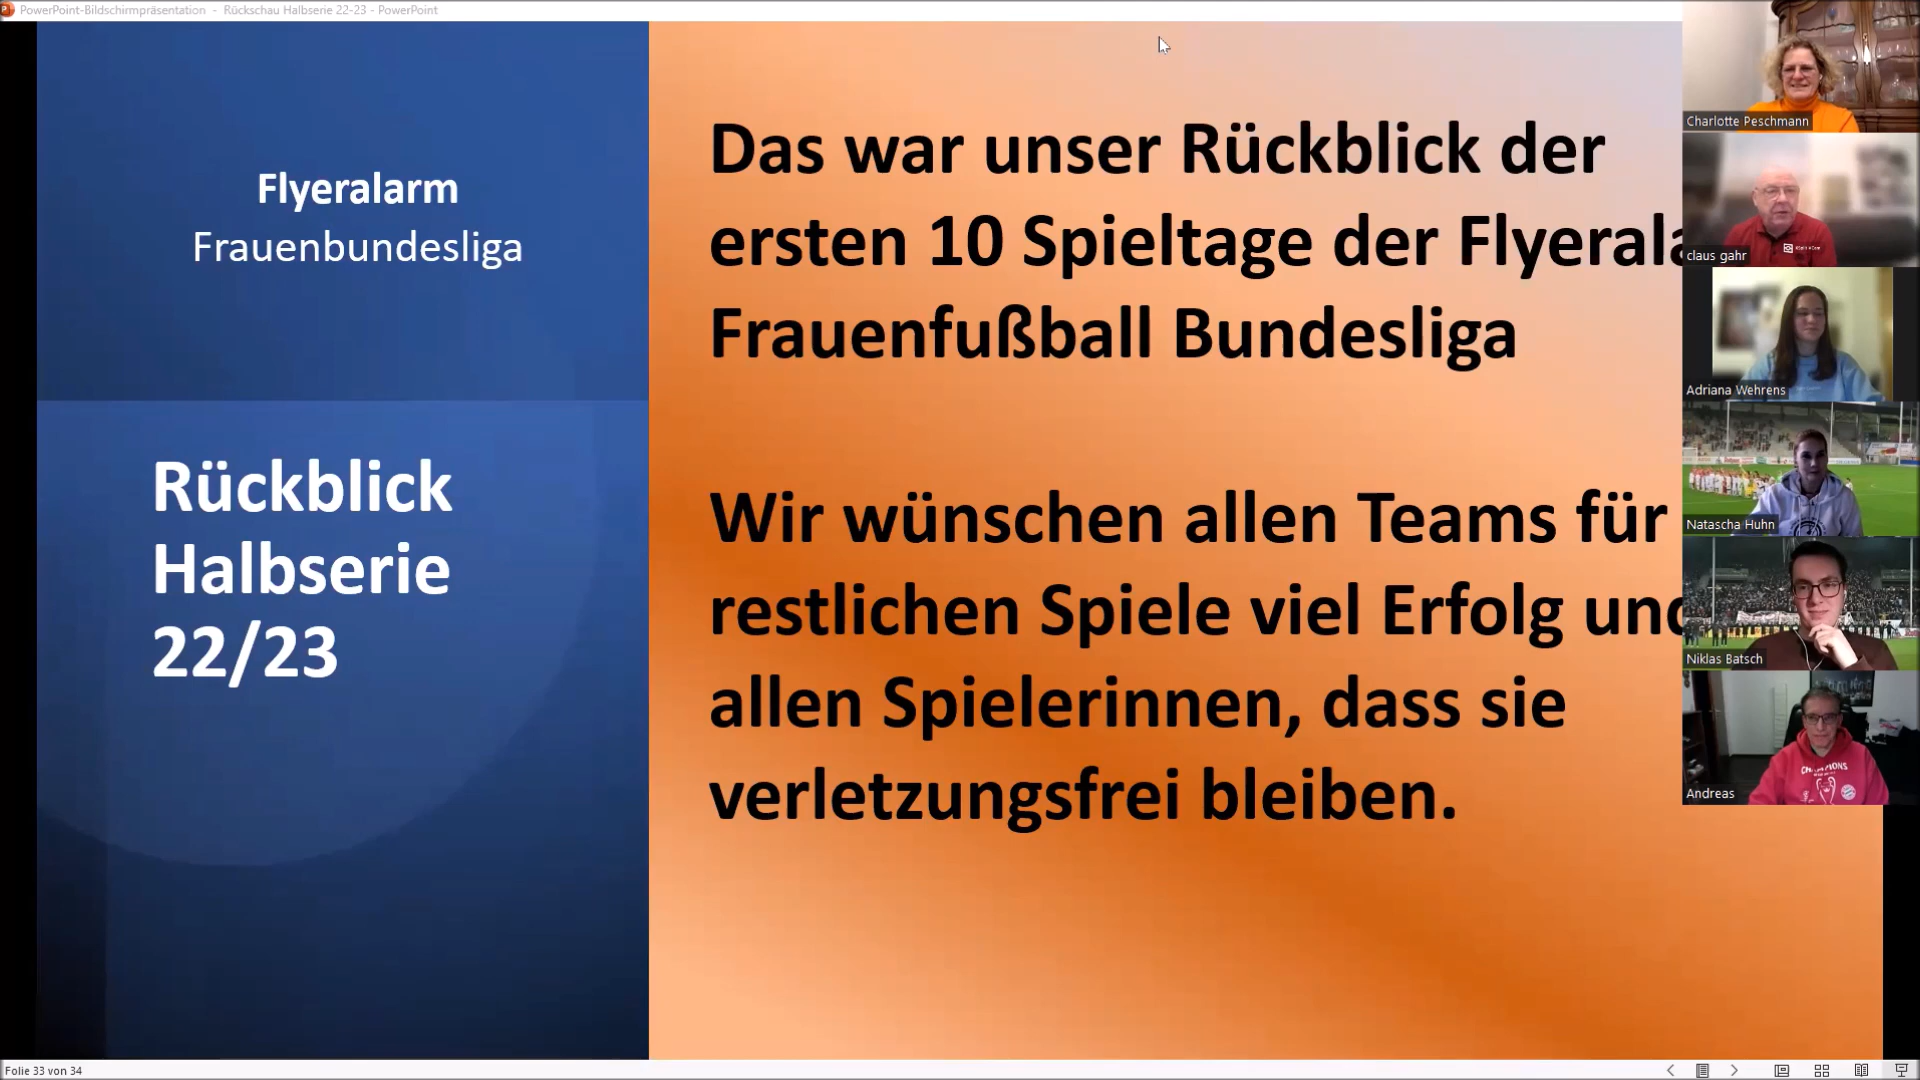 PowerPoint-Bildschirmpräsentation - Rückschau Halbserie 22-23 - PowerPoint
Flyeralarm
Frauenbundesliga
Rückblick
Halbserie
22/23
Das war unser Rückblick der
ersten 10 Spieltage der Flyerala
Frauenfußball Bundesliga
Wir wünschen allen Teams für
restlichen Spiele viel Erfolg und
allen Spielerinnen, dass sie
verletzungsfrei bleiben.
Charlotte Peschmann
claus gahr
Adriana Wehrens
Natascha Huhn
Niklas Batsch
Andreas
Folie 33 von 34